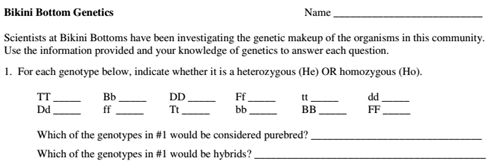 Bikini Bottom Genetics Name ____________________
Scientists at Bikini Bottoms have been investigating the genetic makeup of the organisms in this community.
Use the information provided and your knowledge of genetics to answer each question.
1. For each genotype below, indicate whether it is a heterozygous (He) OR homozygous (Ho).
TT _____ Bb _____ DD _____ Ff _____ tt _____ dd _____
Dd _____ ff _____ Tt _____ bb _____ BB _____ FF _____
Which of the genotypes in #1 would be considered purebred? ____________________
Which of the genotypes in #1 would be hybrids? ____________________